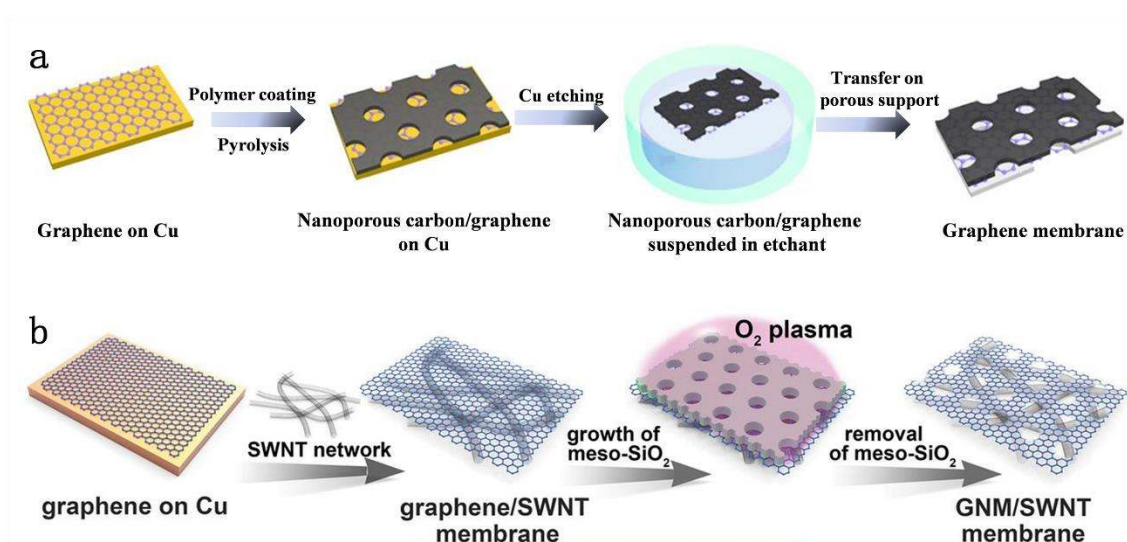 a
Polymer coating
Pyrolysis
Cu etching
Transfer on
porous support
Graphene on Cu
Nanoporous carbon/graphene
on Cu
Nanoporous carbon/graphene
suspended in etchant
Graphene membrane
b
O₂ plasma
SWNT network
growth of
meso-SiO₂
removal
of meso-SiO₂
graphene on Cu
graphene/SWNT
membrane
GNM/SWNT
membrane